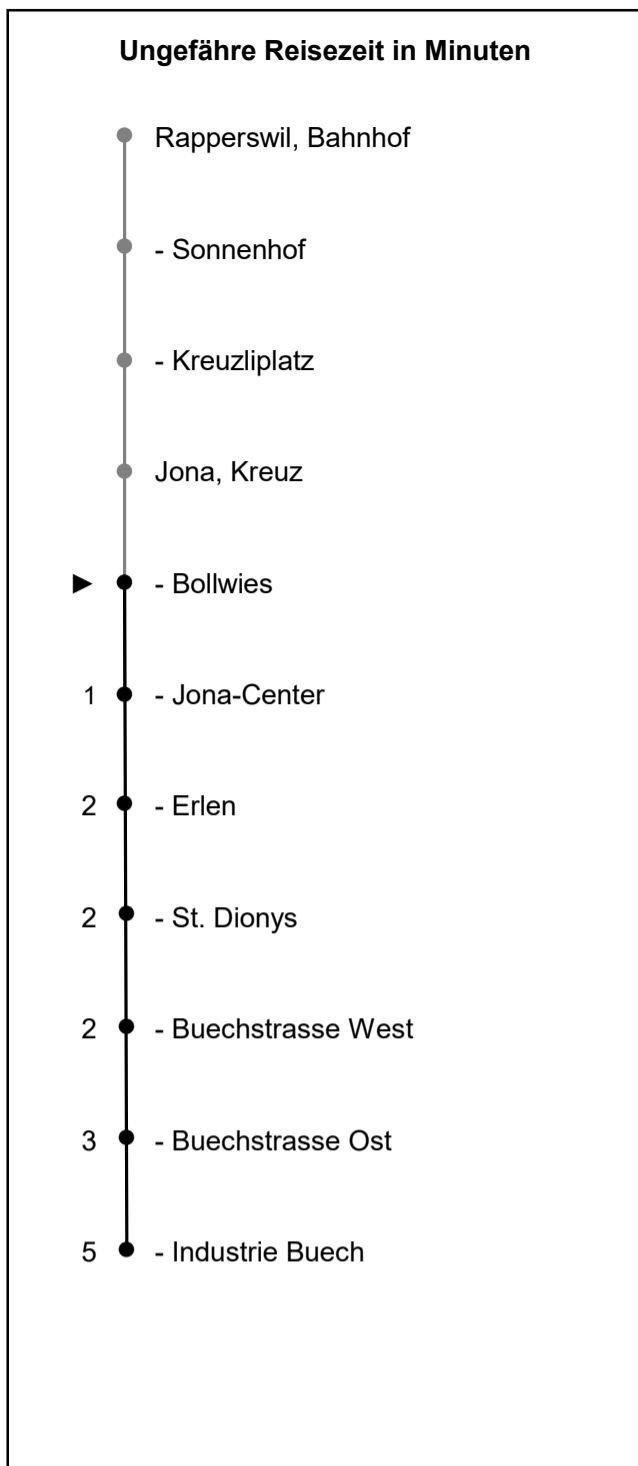 Ungefähre Reisezeit in Minuten
Rapperswil, Bahnhof
- Sonnenhof
- Kreuzliplatz
Jona, Kreuz
► - Bollwies
1 - Jona-Center
2 - Erlen
2 - St. Dionys
2 - Buechstrasse West
3 - Buechstrasse Ost
5 - Industrie Buech